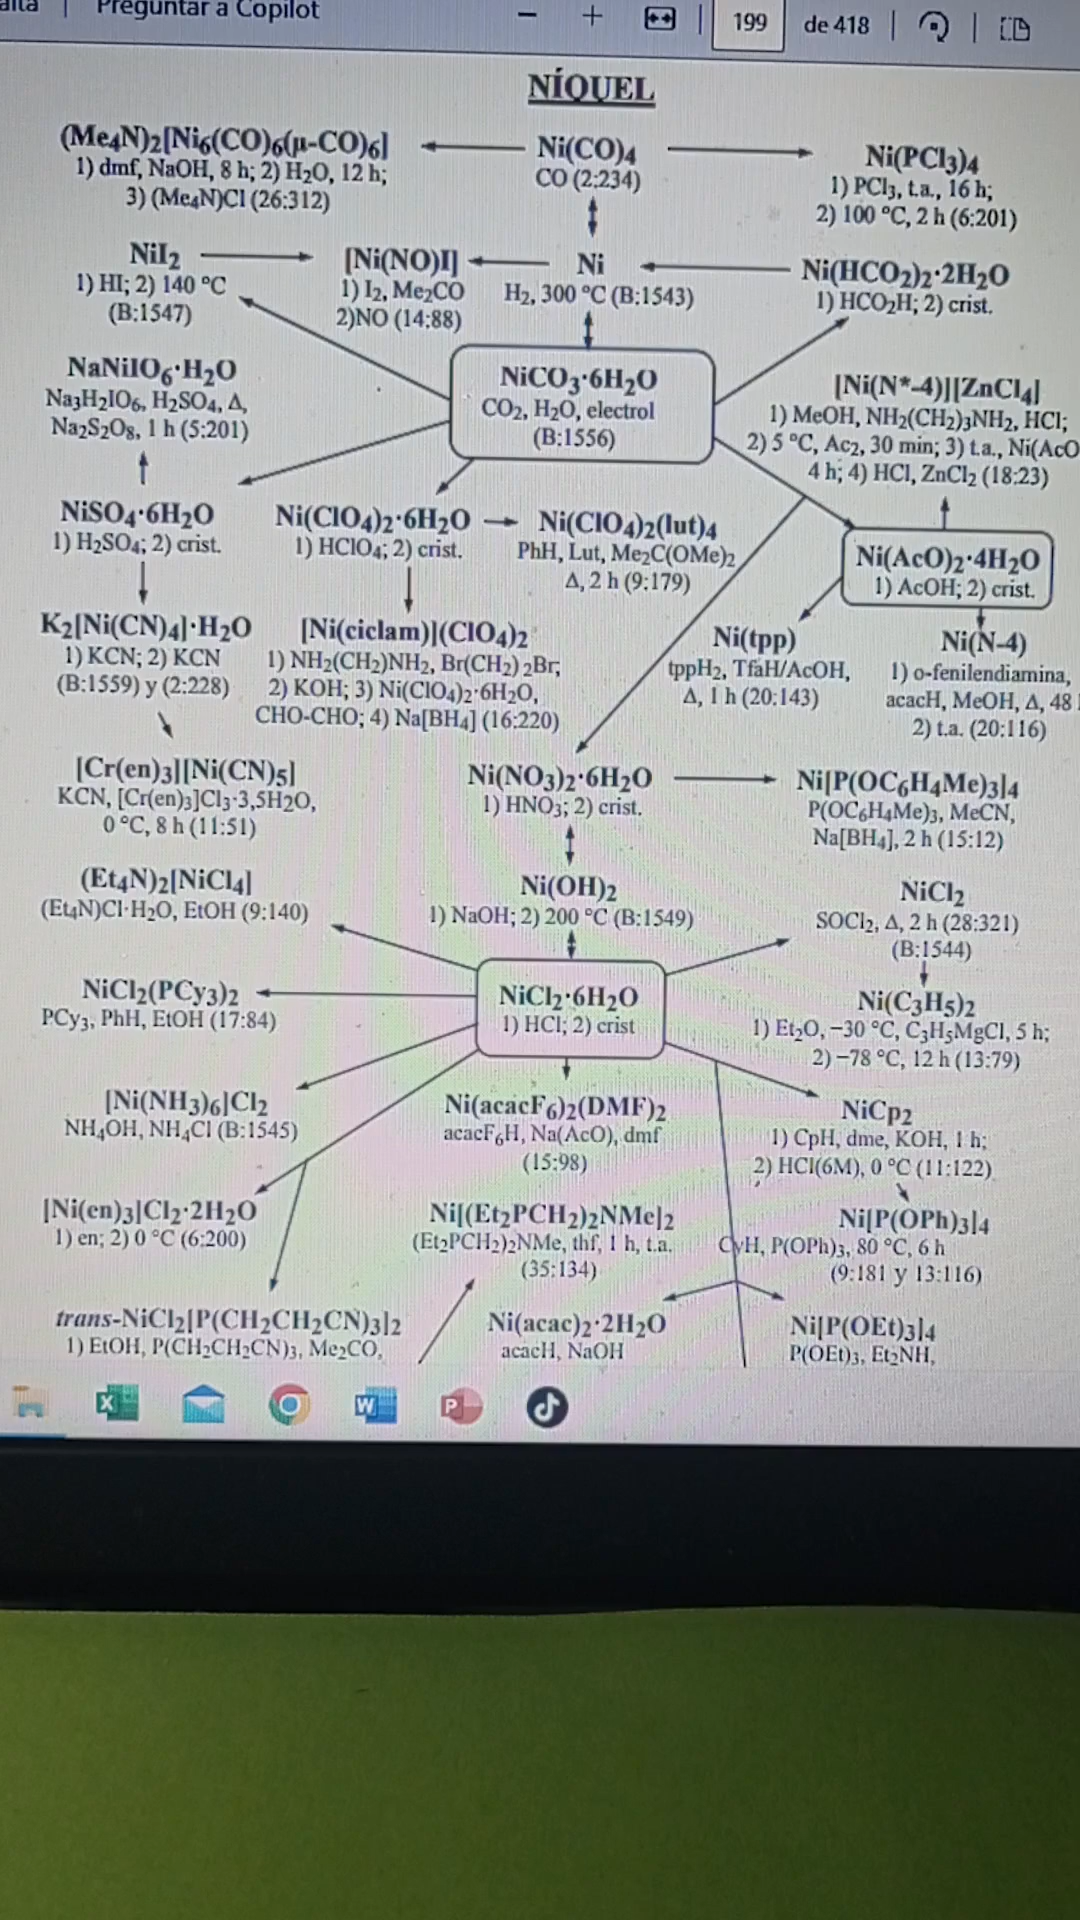 Preguntar a Copilot
199 de 418
NÍQUEL
(Me4N)2[Ni6(CO)6(µ-CO)6]
1) dmf, NaOH, 8 h; 2) H2O, 12 h;
3) (Me4N)Cl (26:312)
Ni(CO)4
CO (2:234)
Ni(PCl3)4
1) PCl3, t.a., 16 h;
2) 100 ºC, 2 h (6:201)
NiI2
1) HI; 2) 140 ºC
(B:1547)
[Ni(NO)I]
1) I2, Me2CO
2)NO (14:88)
Ni
H2, 300 ºC (B:1543)
Ni(HCO2)2·2H2O
1) HCO2H; 2) crist.
NaNiIO6·H2O
Na3H2IO6, H2SO4, Δ,
Na2S2O8, 1 h (5:201)
NiCO3·6H2O
CO2, H2O, electrol
(B:1556)
[Ni(N*-4)][ZnCl4]
1) MeOH, NH2(CH2)3NH2, HCl;
2) 5 ºC, Ac2, 30 min; 3) t.a., Ni(AcO
4 h; 4) HCl, ZnCl2 (18:23)
NiSO4·6H2O
1) H2SO4; 2) crist.
Ni(ClO4)2·6H2O
1) HClO4; 2) crist.
Ni(ClO4)2(lut)4
PhH, Lut, Me2C(OMe)2
Δ, 2 h (9:179)
Ni(AcO)2·4H2O
1) AcOH; 2) crist.
K2[Ni(CN)4]·H2O
1) KCN; 2) KCN
(B:1559) y (2:228)
[Ni(ciclam)](ClO4)2
1) NH2(CH2)NH2, Br(CH2)2Br;
2) KOH; 3) Ni(ClO4)2·6H2O,
CHO-CHO; 4) Na[BH4] (16:220)
Ni(tpp)
tppH2, TfaH/AcOH,
Δ, 1 h (20:143)
Ni(N-4)
1) o-fenilendiamina,
acacH, MeOH, Δ, 48
2) t.a. (20:116)
[Cr(en)3][Ni(CN)5]
KCN, [Cr(en)3]Cl3·3,5H2O,
0 ºC, 8 h (11:51)
Ni(NO3)2·6H2O
1) HNO3; 2) crist.
Ni[P(OC6H4Me)3]4
P(OC6H4Me)3, MeCN,
Na[BH4], 2 h (15:12)
(Et4N)2[NiCl4]
(Et4N)Cl·H2O, EtOH (9:140)
Ni(OH)2
1) NaOH; 2) 200 ºC (B:1549)
NiCl2
SOCl2, Δ, 2 h (28:321)
(B:1544)
NiCl2(PCy3)2
PCy3, PhH, EtOH (17:84)
NiCl2·6H2O
1) HCl; 2) crist
Ni(C3H5)2
1) Et2O, −30 ºC, C3H5MgCl, 5 h;
2) −78 ºC, 12 h (13:79)
[Ni(NH3)6]Cl2
NH4OH, NH4Cl (B:1545)
Ni(acacF6)2(DMF)2
acacF6H, Na(AcO), dmf
(15:98)
NiCp2
1) CpH, dme, KOH, 1 h;
2) HCl(6M), 0 ºC (11:122)
[Ni(en)3]Cl2·2H2O
1) en; 2) 0 ºC (6:200)
Ni[(Et2PCH2)2NMe]2
(Et2PCH2)2NMe, thf, 1 h, t.a.
(35:134)
Ni[P(OPh)3]4
CyH, P(OPh)3, 80 ºC, 6 h
(9:181 y 13:116)
trans-NiCl2[P(CH2CH2CN)3]2
1) EtOH, P(CH2CH2CN)3, Me2CO,
Ni(acac)2·2H2O
acacH, NaOH
Ni[P(OEt)3]4
P(OEt)3, Et2NH,